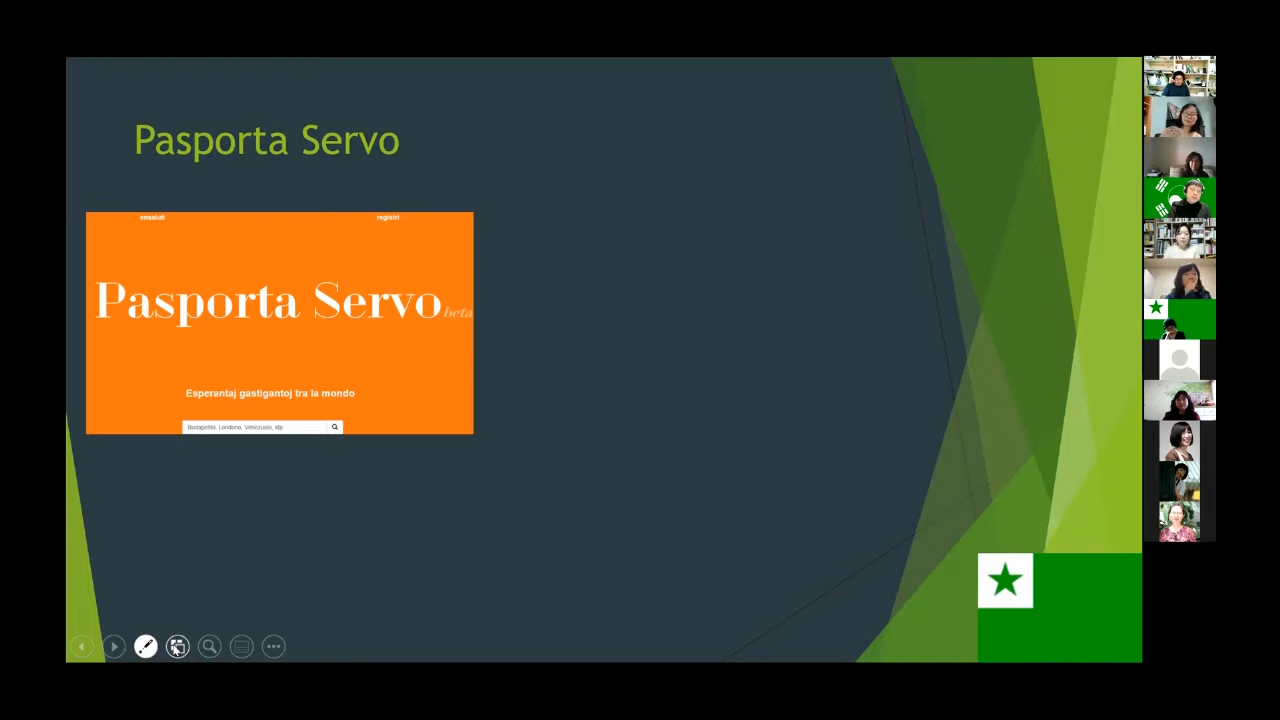 Pasporta Servo
ensaluti
registri
Pasporta Servo beta
Esperantaj gastigantoj tra la mondo
Budapeŝto, Londono, Venezuelo, ktp